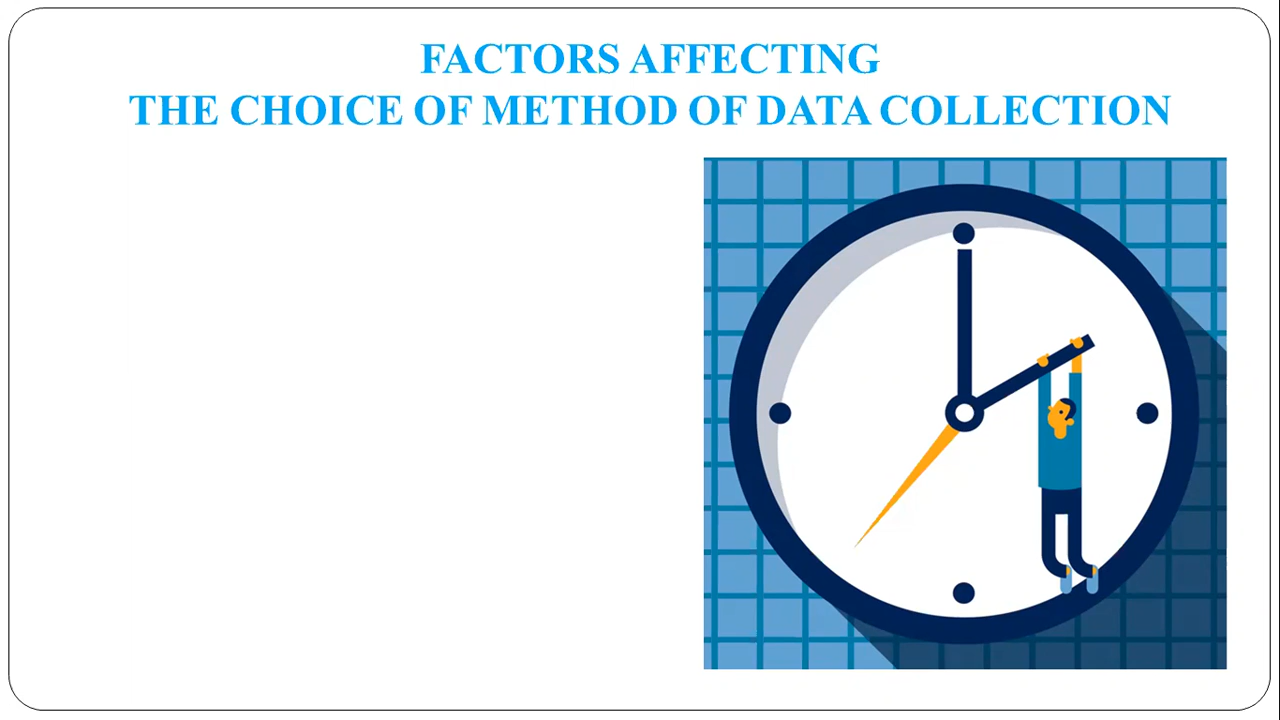 FACTORS AFFECTING
THE CHOICE OF METHOD OF DATA COLLECTION